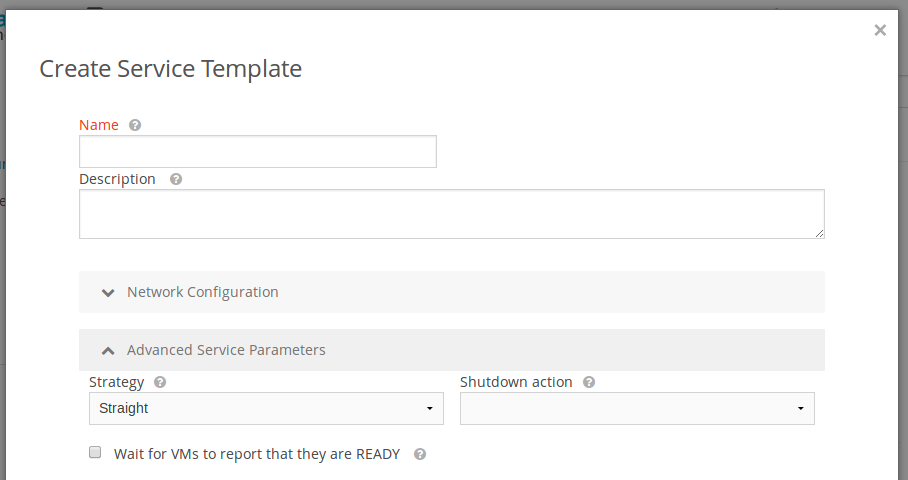 Create Service Template
Name
Description
Network Configuration
Advanced Service Parameters
Strategy Shutdown action
Straight
Wait for VMs to report that they are READY